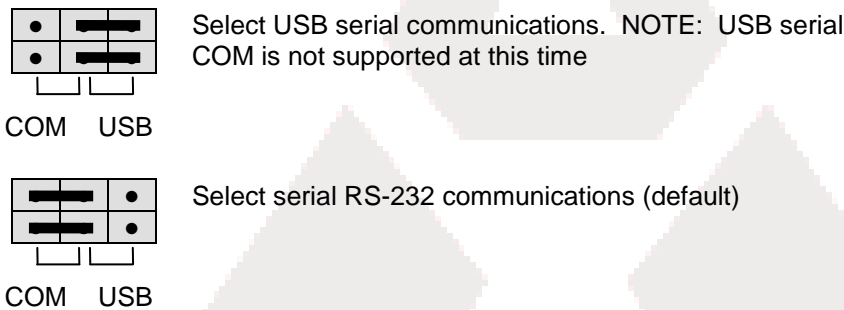 Select USB serial communications.  NOTE:  USB serial
COM is not supported at this time
COM USB
Select serial RS-232 communications (default)
COM USB